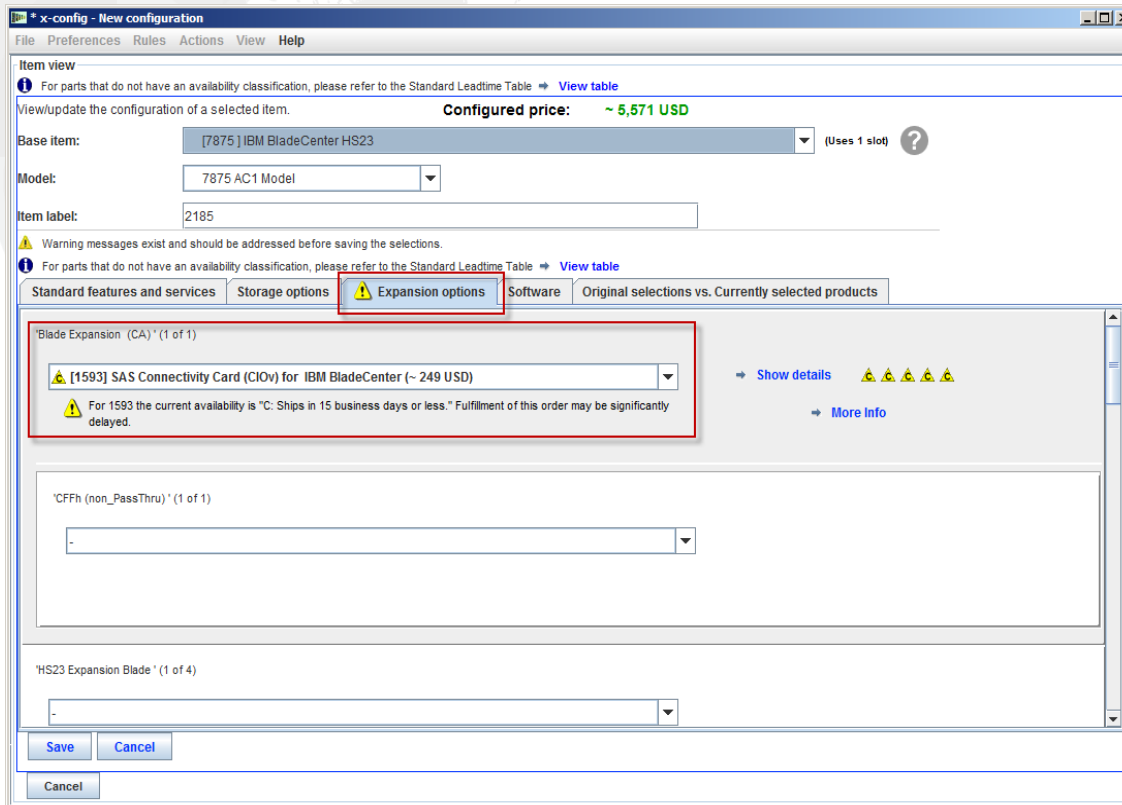 * x-config - New configuration
File Preferences Rules Actions View Help
Item view
For parts that do not have an availability classification, please refer to the Standard Leadtime Table View table
View/update the configuration of a selected item. Configured price: ~ 5,571 USD
Base item: [7875 ] IBM BladeCenter HS23 (Uses 1 slot) ?
Model: 7875 AC1 Model
Item label: 2185
Warning messages exist and should be addressed before saving the selections.
For parts that do not have an availability classification, please refer to the Standard Leadtime Table View table
Standard features and services Storage options Expansion options Software Original selections vs. Currently selected products
'Blade Expansion (CA) ' (1 of 1)
C [1593] SAS Connectivity Card (CIOv) for IBM BladeCenter (~ 249 USD) Show details C C C C C
For 1593 the current availability is "C: Ships in 15 business days or less." Fulfillment of this order may be significantly
delayed.
More Info
'CFFh (non_PassThru) ' (1 of 1)
-
'HS23 Expansion Blade ' (1 of 4)
-
Save Cancel
Cancel